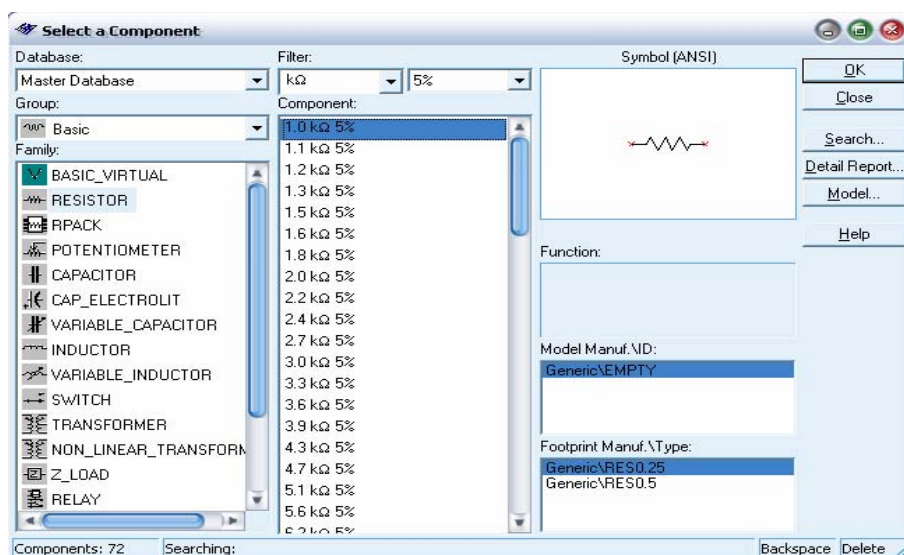 Select a Component
Database:
Master Database
Group:
Basic
Family:
BASIC_VIRTUAL
RESISTOR
RPACK
POTENTIOMETER
CAPACITOR
CAP_ELECTROLIT
VARIABLE_CAPACITOR
INDUCTOR
VARIABLE_INDUCTOR
SWITCH
TRANSFORMER
NON_LINEAR_TRANSFORM
Z_LOAD
RELAY
Filter:
kΩ
5%
Component:
1.0 kΩ 5%
1.1 kΩ 5%
1.2 kΩ 5%
1.3 kΩ 5%
1.5 kΩ 5%
1.6 kΩ 5%
1.8 kΩ 5%
2.0 kΩ 5%
2.2 kΩ 5%
2.4 kΩ 5%
2.7 kΩ 5%
3.0 kΩ 5%
3.3 kΩ 5%
3.6 kΩ 5%
3.9 kΩ 5%
4.3 kΩ 5%
4.7 kΩ 5%
5.1 kΩ 5%
5.6 kΩ 5%
6.2 kΩ 5%
Symbol (ANSI)
Function:
Model Manuf.\ID:
Generic\EMPTY
Footprint Manuf.\Type:
Generic\RES0.25
Generic\RES0.5
OK
Close
Search...
Detail Report...
Model...
Help
Components: 72
Searching:
Backspace
Delete